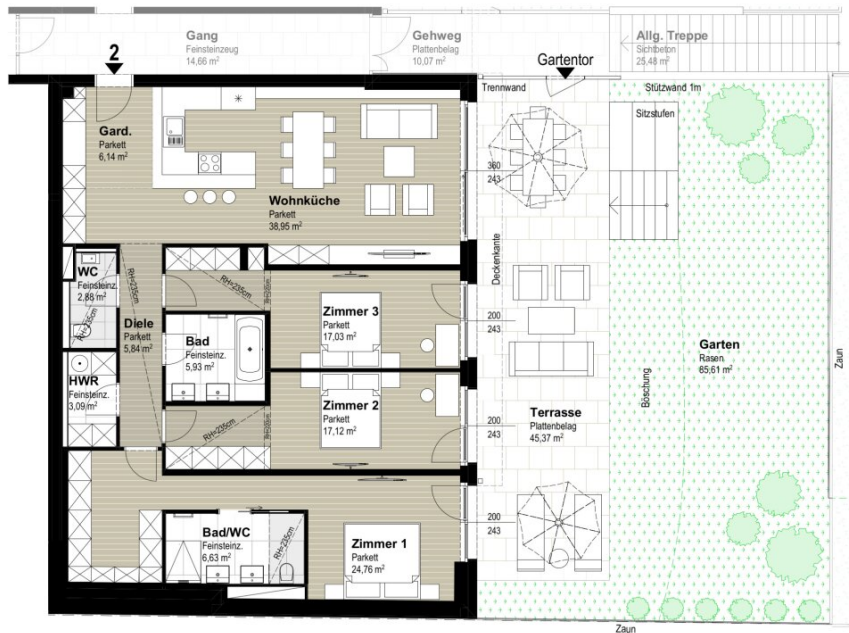 Gang
Feinsteinzeug
14,66 m²
Gehweg
Plattenbelag
10,07 m²
Allg. Treppe
Sichtbeton
25,48 m²
2
Gartentor
Trennwand
Stützwand 1m
Sitzstufen
Gard.
Parkett
6,14 m²
360
243
Wohnküche
Parkett
38,95 m²
Deckenkante
WC
Feinsteinz.
2,88 m²
RH=235cm
RH=235cm
RH=235cm
Diele
Parkett
5,84 m²
Bad
Feinsteinz.
5,93 m²
Zimmer 3
Parkett
17,03 m²
200
243
Garten
Rasen
85,61 m²
Zaun
HWR
Feinsteinz.
3,09 m²
Zimmer 2
Parkett
17,12 m²
RH=235cm
200
243
Terrasse
Plattenbelag
45,37 m²
Böschung
Bad/WC
Feinsteinz.
6,63 m²
RH=235cm
Zimmer 1
Parkett
24,76 m²
200
243
Zaun